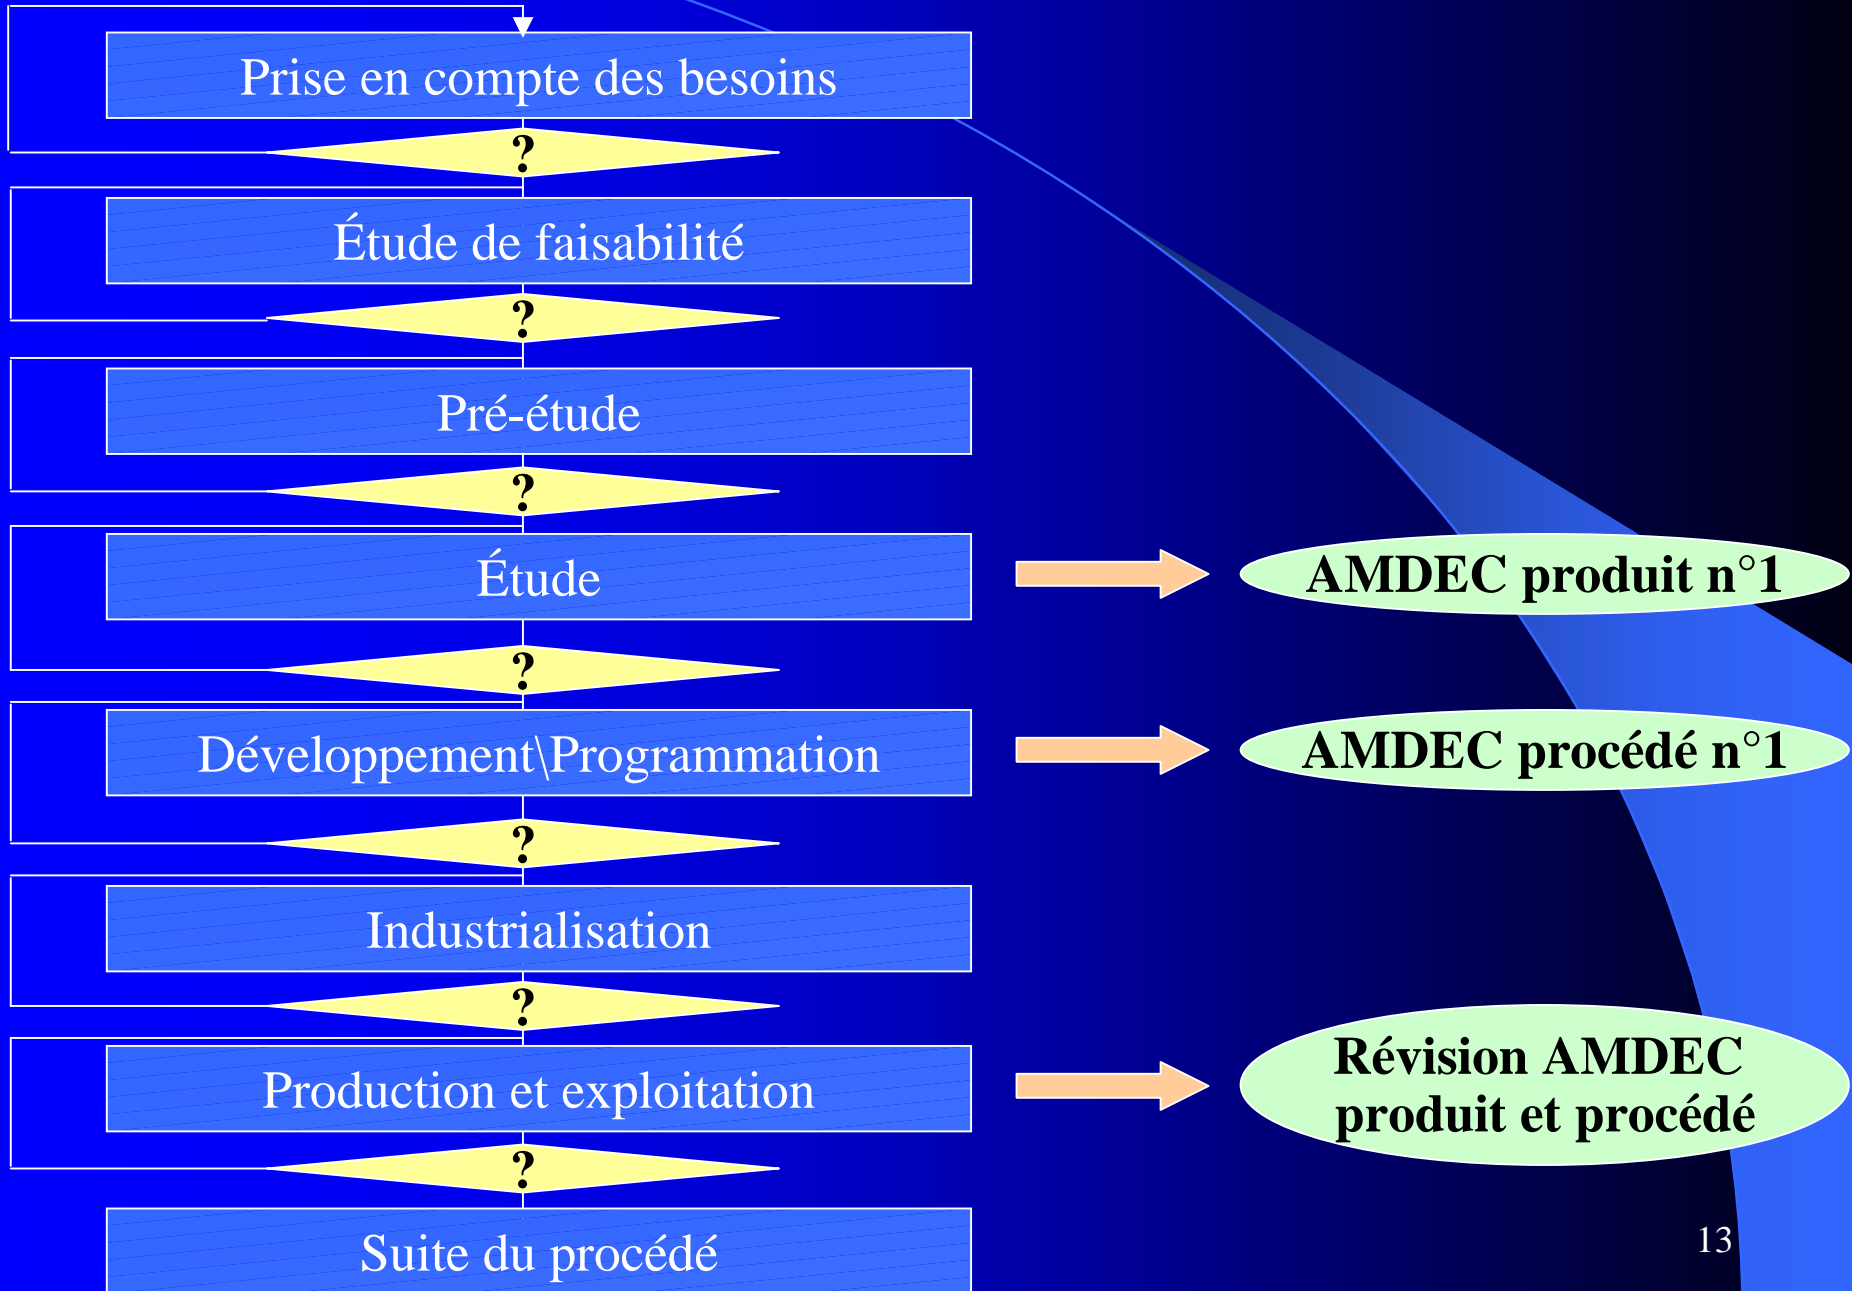 Prise en compte des besoins
?
Étude de faisabilité
?
Pré-étude
?
Étude
AMDEC produit n°1
?
Développement\Programmation
AMDEC procédé n°1
?
Industrialisation
?
Production et exploitation
Révision AMDEC
produit et procédé
?
Suite du procédé
13